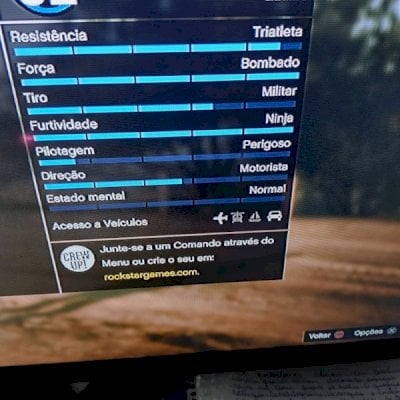 Resistência Triatleta
Força Bombado
Tiro Militar
Furtividade Ninja
Pilotagem Perigoso
Direção Motorista
Estado mental Normal
Acesso a Veículos
CREW UP!
Junte-se a um Comando através do
Menu ou crie o seu em:
rockstargames.com.
Voltar Opções